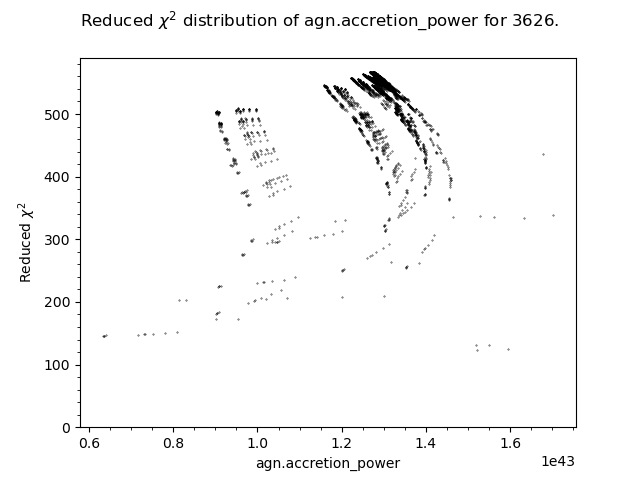 Reduced χ² distribution of agn.accretion_power for 3626.
500
400
300
200
100
0
Reduced χ²
0.6 0.8 1.0 1.2 1.4 1.6
1e43
agn.accretion_power